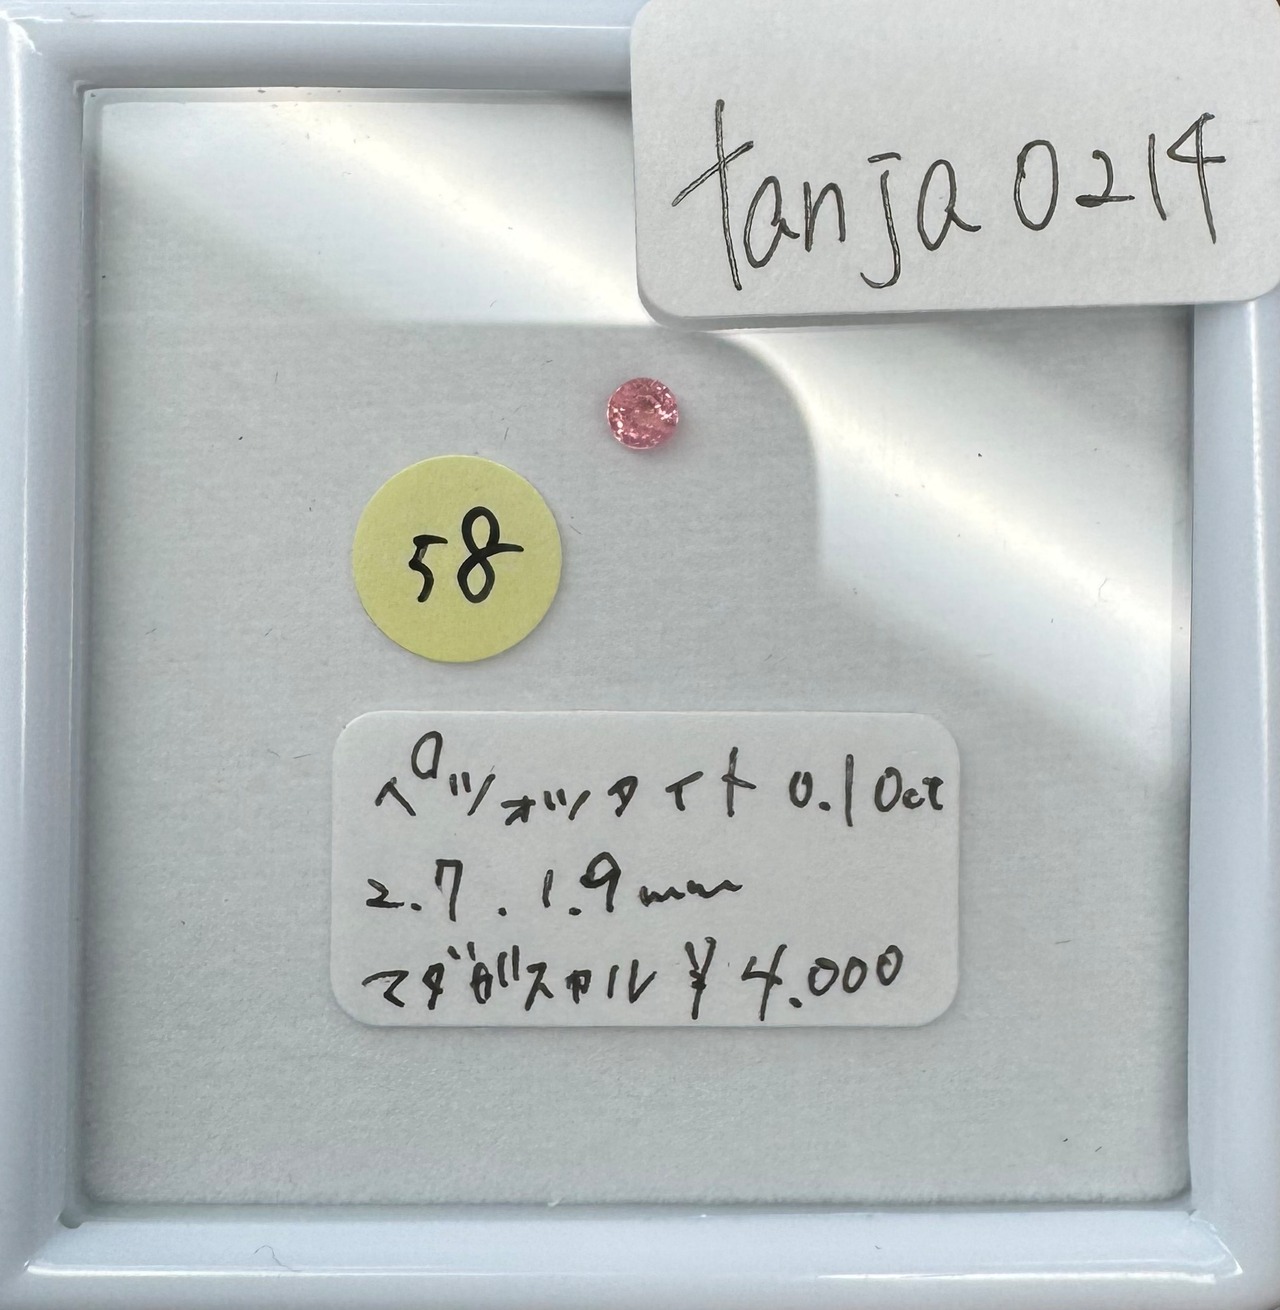 tanja0214
58
ペツォッタイト 0.10ct
2.7.1.9mm
マダガスカル ¥4.000